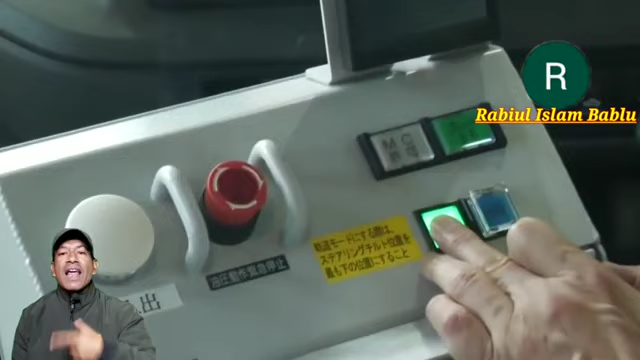 R
Rabiul Islam Bablu
M C
軌道モードにする際は、
ステアリングチルト位置を
最も下の位置にすること
油圧動作緊急停止
出